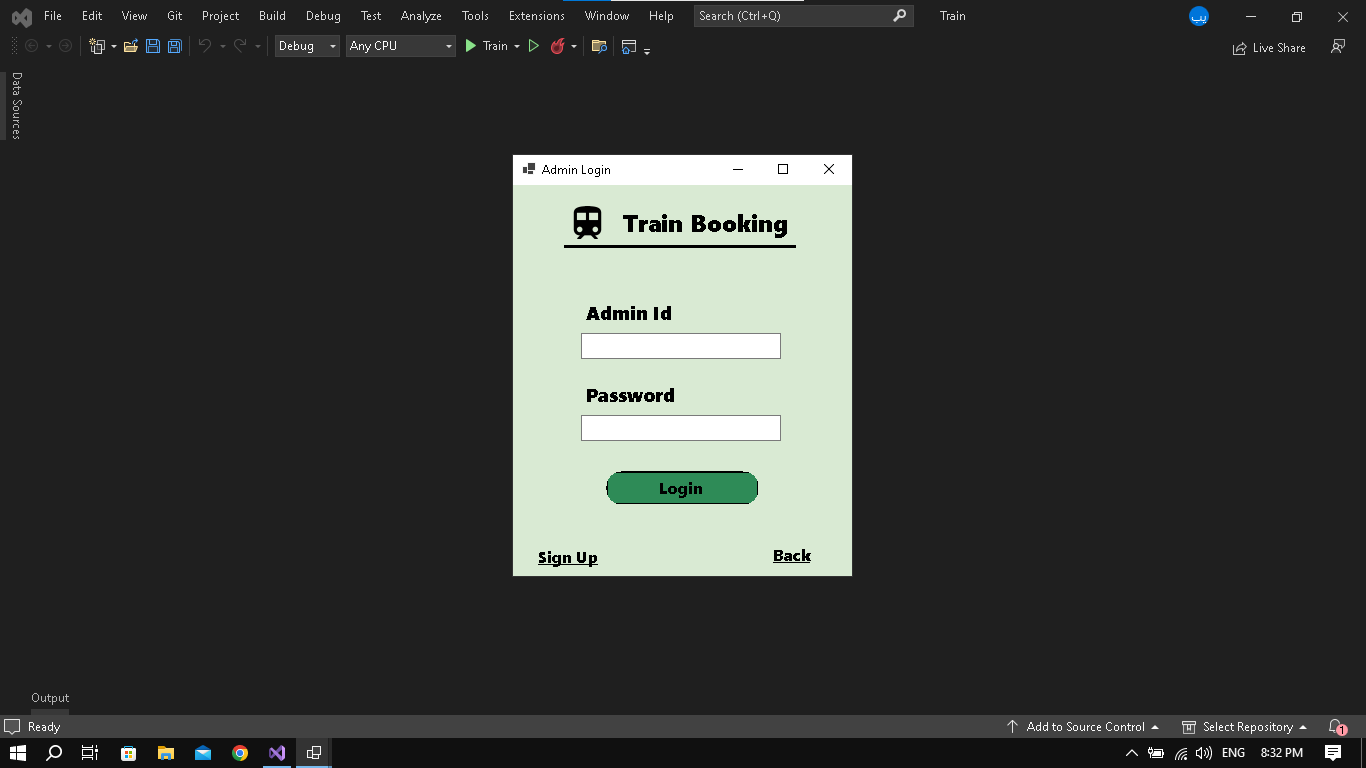 File Edit View Git Project Build Debug Test Analyze Tools Extensions Window Help Search (Ctrl+Q) Train يب
Debug Any CPU Train Live Share
Data Sources
Admin Login
Train Booking
Admin Id
Password
Login
Sign Up Back
Output
Ready Add to Source Control Select Repository 1
ENG 8:32 PM